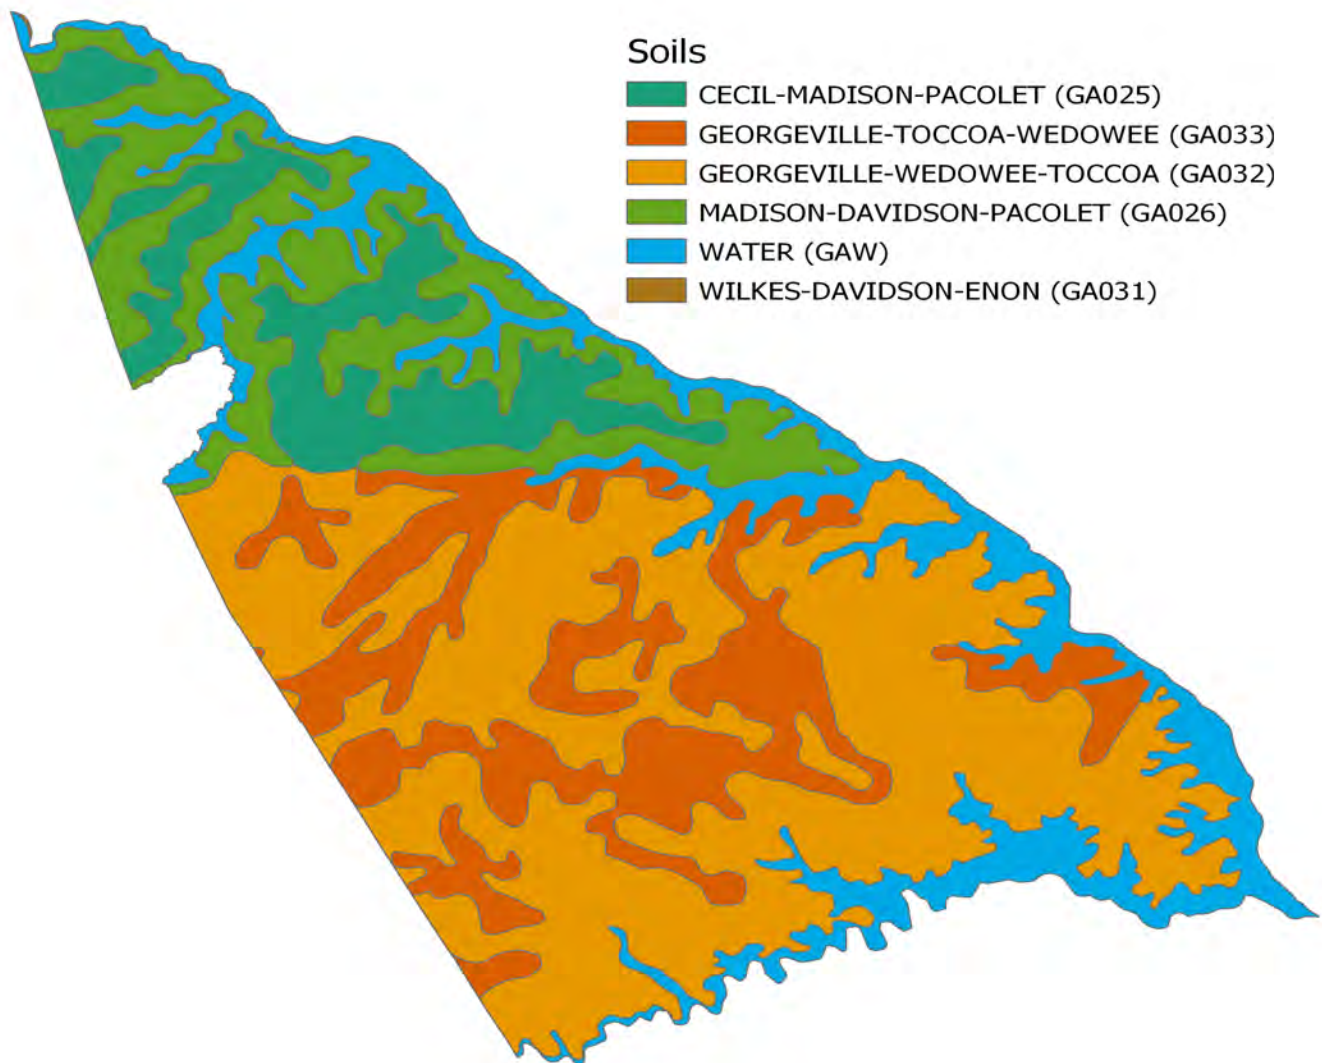 Soils
CECIL-MADISON-PACOLET (GA025)
GEORGEVILLE-TOCCOA-WEDOWEE (GA033)
GEORGEVILLE-WEDOWEE-TOCCOA (GA032)
MADISON-DAVIDSON-PACOLET (GA026)
WATER (GAW)
WILKES-DAVIDSON-ENON (GA031)